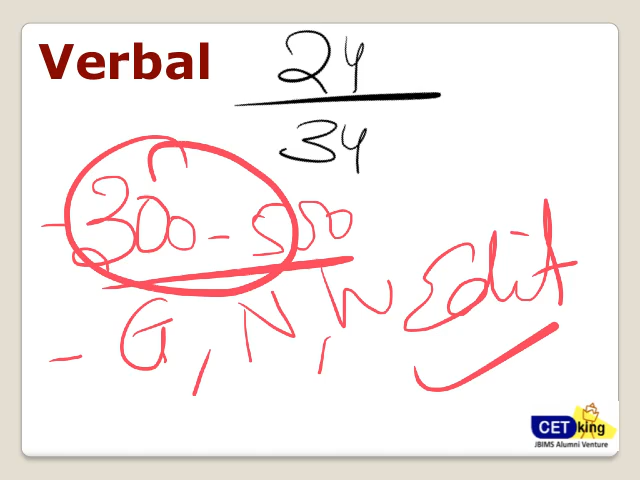 Verbal
24
34
- 300 - 500
- G, N, W Edit
CET king
JBIMS Alumni Venture